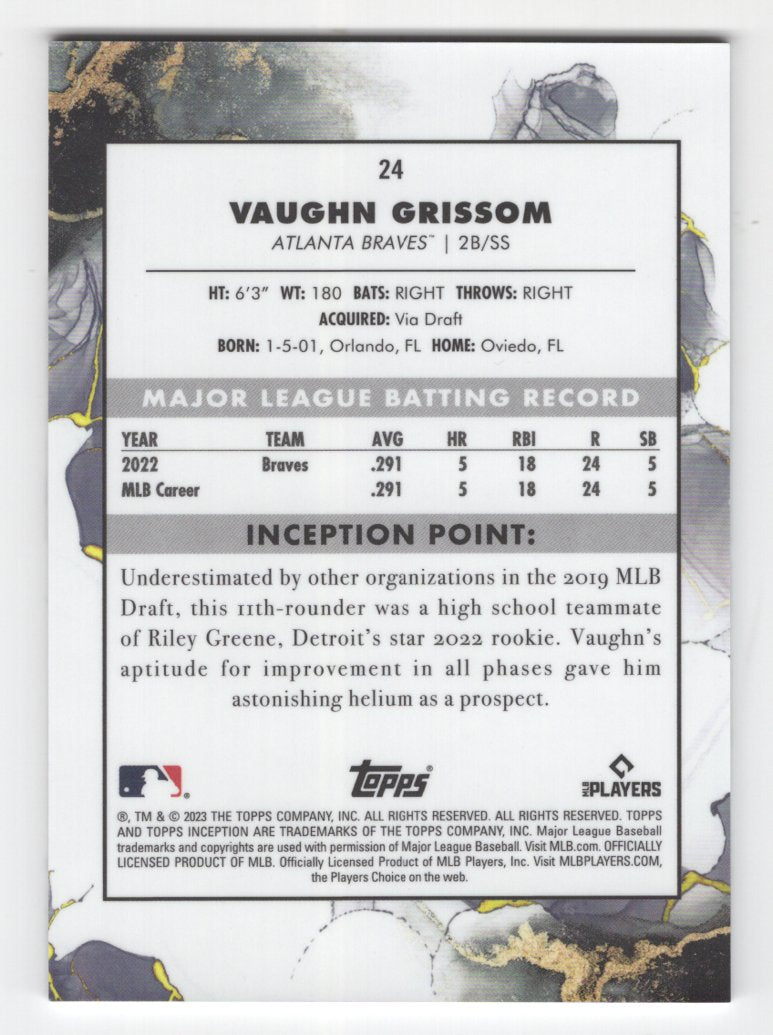 24
VAUGHN GRISSOM
ATLANTA BRAVES™ | 2B/SS
HT: 6'3" WT: 180 BATS: RIGHT THROWS: RIGHT
ACQUIRED: Via Draft
BORN: 1-5-01, Orlando, FL HOME: Oviedo, FL
MAJOR LEAGUE BATTING RECORD
YEAR TEAM AVG HR RBI R SB
2022 Braves .291 5 18 24 5
MLB Career .291 5 18 24 5
INCEPTION POINT:
Underestimated by other organizations in the 2019 MLB
Draft, this 11th-rounder was a high school teammate
of Riley Greene, Detroit's star 2022 rookie. Vaughn's
aptitude for improvement in all phases gave him
astonishing helium as a prospect.
® Topps® MLB PLAYERS
®, TM & © 2023 THE TOPPS COMPANY, INC. ALL RIGHTS RESERVED. ALL RIGHTS RESERVED. TOPPS
AND TOPPS INCEPTION ARE TRADEMARKS OF THE TOPPS COMPANY, INC. Major League Baseball
trademarks and copyrights are used with permission of Major League Baseball. Visit MLB.com. OFFICIALLY
LICENSED PRODUCT OF MLB. Officially Licensed Product of MLB Players, Inc. Visit MLBPLAYERS.COM,
the Players Choice on the web.